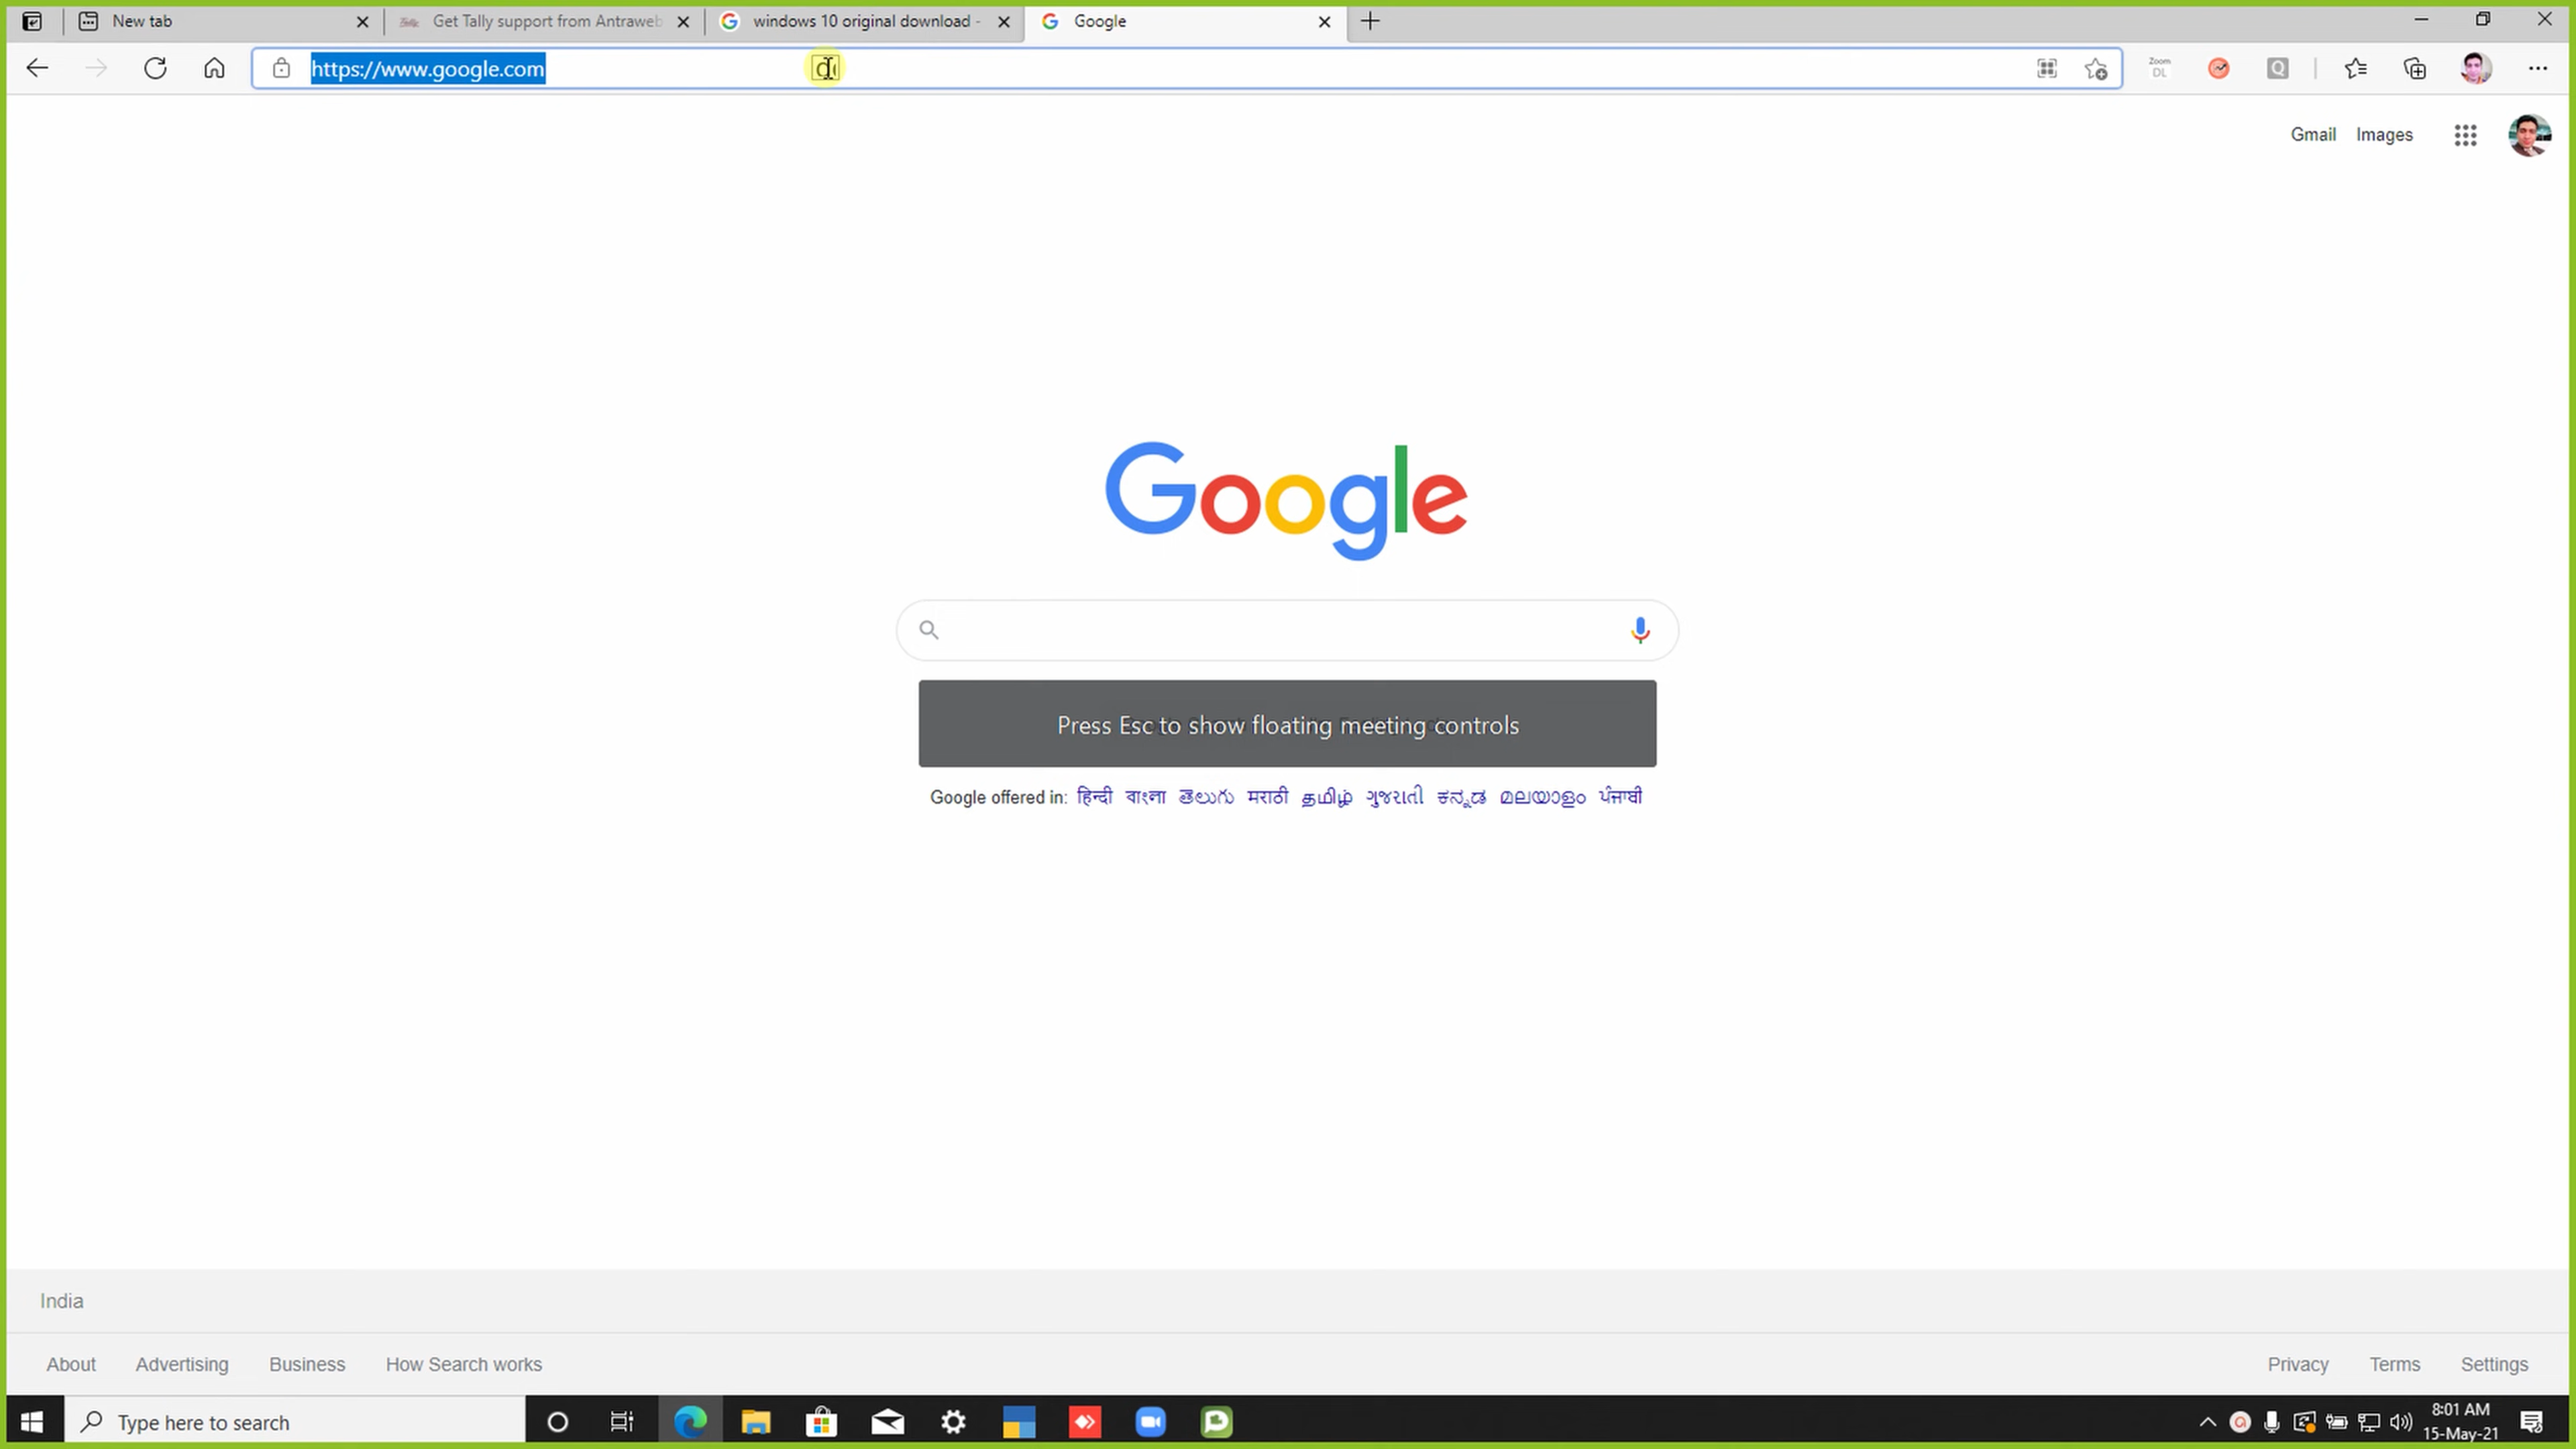 New tab
Get Tally support from Antraweb
windows 10 original download -
Google
https://www.google.com
Zoom
DL
Gmail Images
Google
Press Esc to show floating meeting controls
Google offered in: हिन्दी বাংলা తెలుగు मराठी தமிழ் ગુજરાતી ಕನ್ನಡ മലയാളം ਪੰਜਾਬੀ
India
About Advertising Business How Search works Privacy Terms Settings
Type here to search
8:01 AM
15-May-21